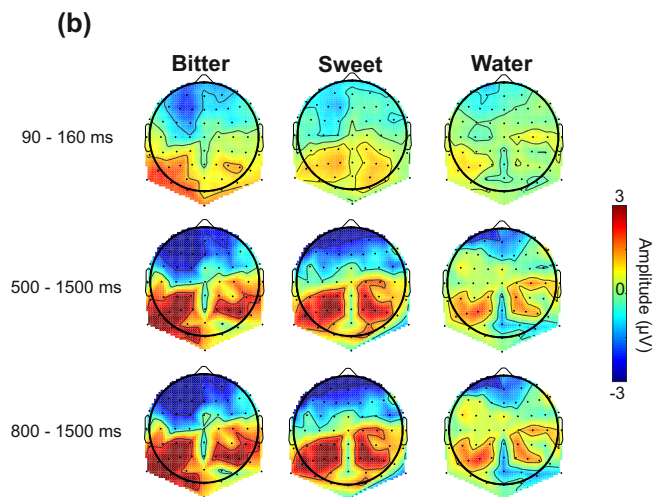 (b)
Bitter Sweet Water
90 - 160 ms
500 - 1500 ms
800 - 1500 ms
3
0
-3
Amplitude (μV)